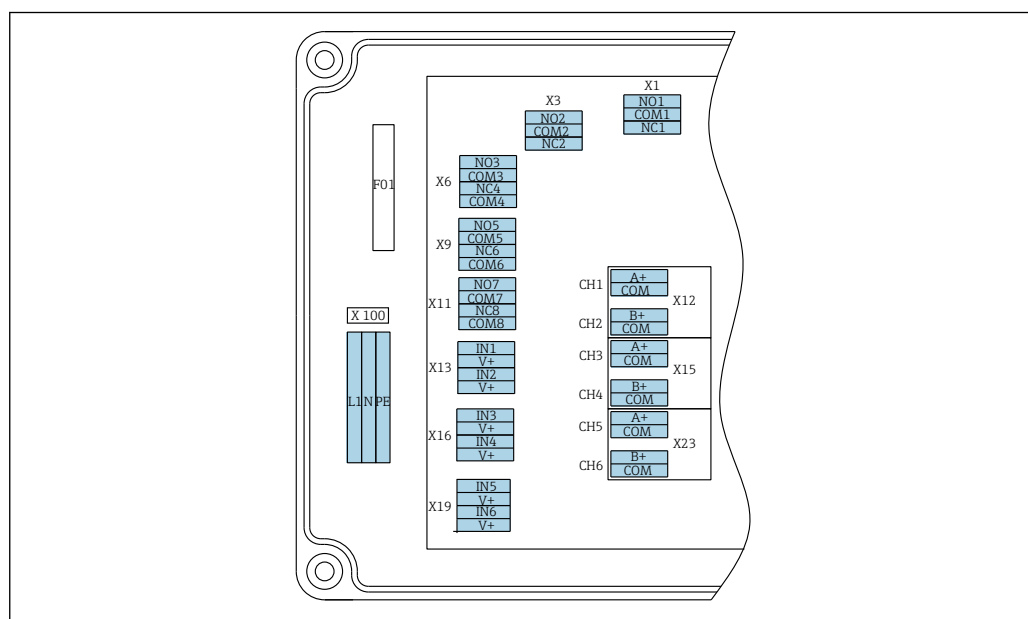 X1
NO1
COM1
NC1
X3
NO2
COM2
NC2
X6
NO3
COM3
NC4
COM4
F01
X9
NO5
COM5
NC6
COM6
X11
NO7
COM7
NC8
COM8
X 100
L1 N PE
X13
IN1
V+
IN2
V+
X16
IN3
V+
IN4
V+
X19
IN5
V+
IN6
V+
CH1
A+
COM
X12
CH2
B+
COM
CH3
A+
COM
X15
CH4
B+
COM
CH5
A+
COM
X23
CH6
B+
COM